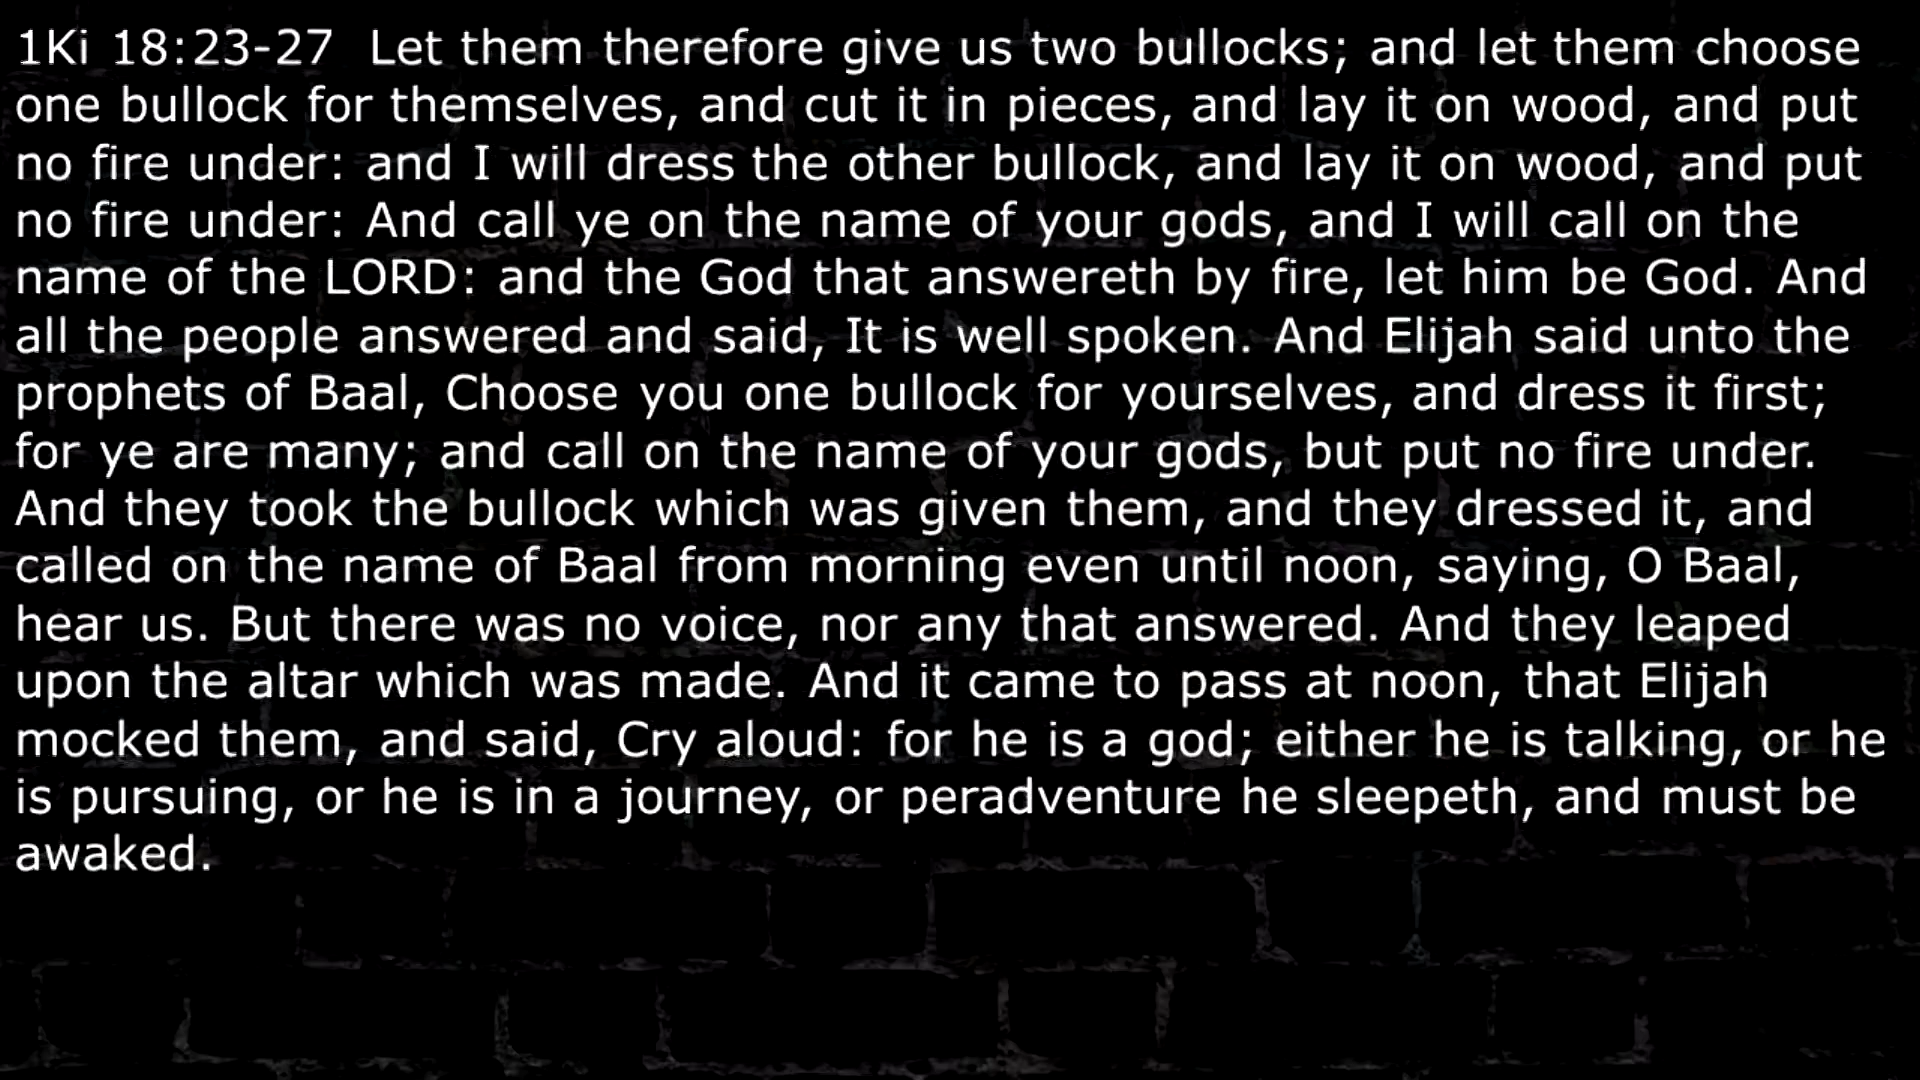 1Ki 18:23-27  Let them therefore give us two bullocks; and let them choose
one bullock for themselves, and cut it in pieces, and lay it on wood, and put
no fire under: and I will dress the other bullock, and lay it on wood, and put
no fire under: And call ye on the name of your gods, and I will call on the
name of the LORD: and the God that answereth by fire, let him be God. And
all the people answered and said, It is well spoken. And Elijah said unto the
prophets of Baal, Choose you one bullock for yourselves, and dress it first;
for ye are many; and call on the name of your gods, but put no fire under.
And they took the bullock which was given them, and they dressed it, and
called on the name of Baal from morning even until noon, saying, O Baal,
hear us. But there was no voice, nor any that answered. And they leaped
upon the altar which was made. And it came to pass at noon, that Elijah
mocked them, and said, Cry aloud: for he is a god; either he is talking, or he
is pursuing, or he is in a journey, or peradventure he sleepeth, and must be
awaked.